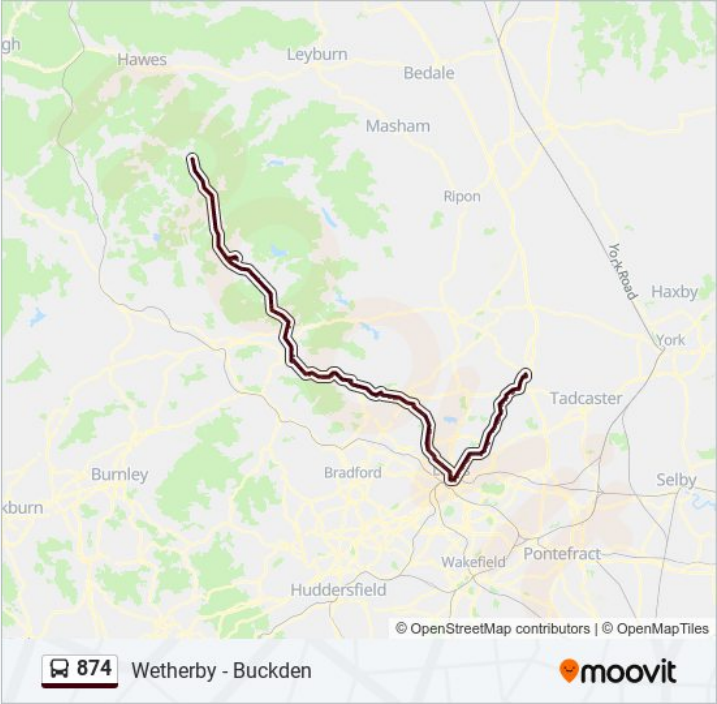 gh
Hawes
Leyburn
Bedale
Masham
Ripon
York Road
Haxby
York
Tadcaster
Bradford
Burnley
Selby
kburn
Wakefield
Pontefract
Huddersfield
© OpenStreetMap contributors | © OpenMapTiles
874 Wetherby - Buckden
moovit